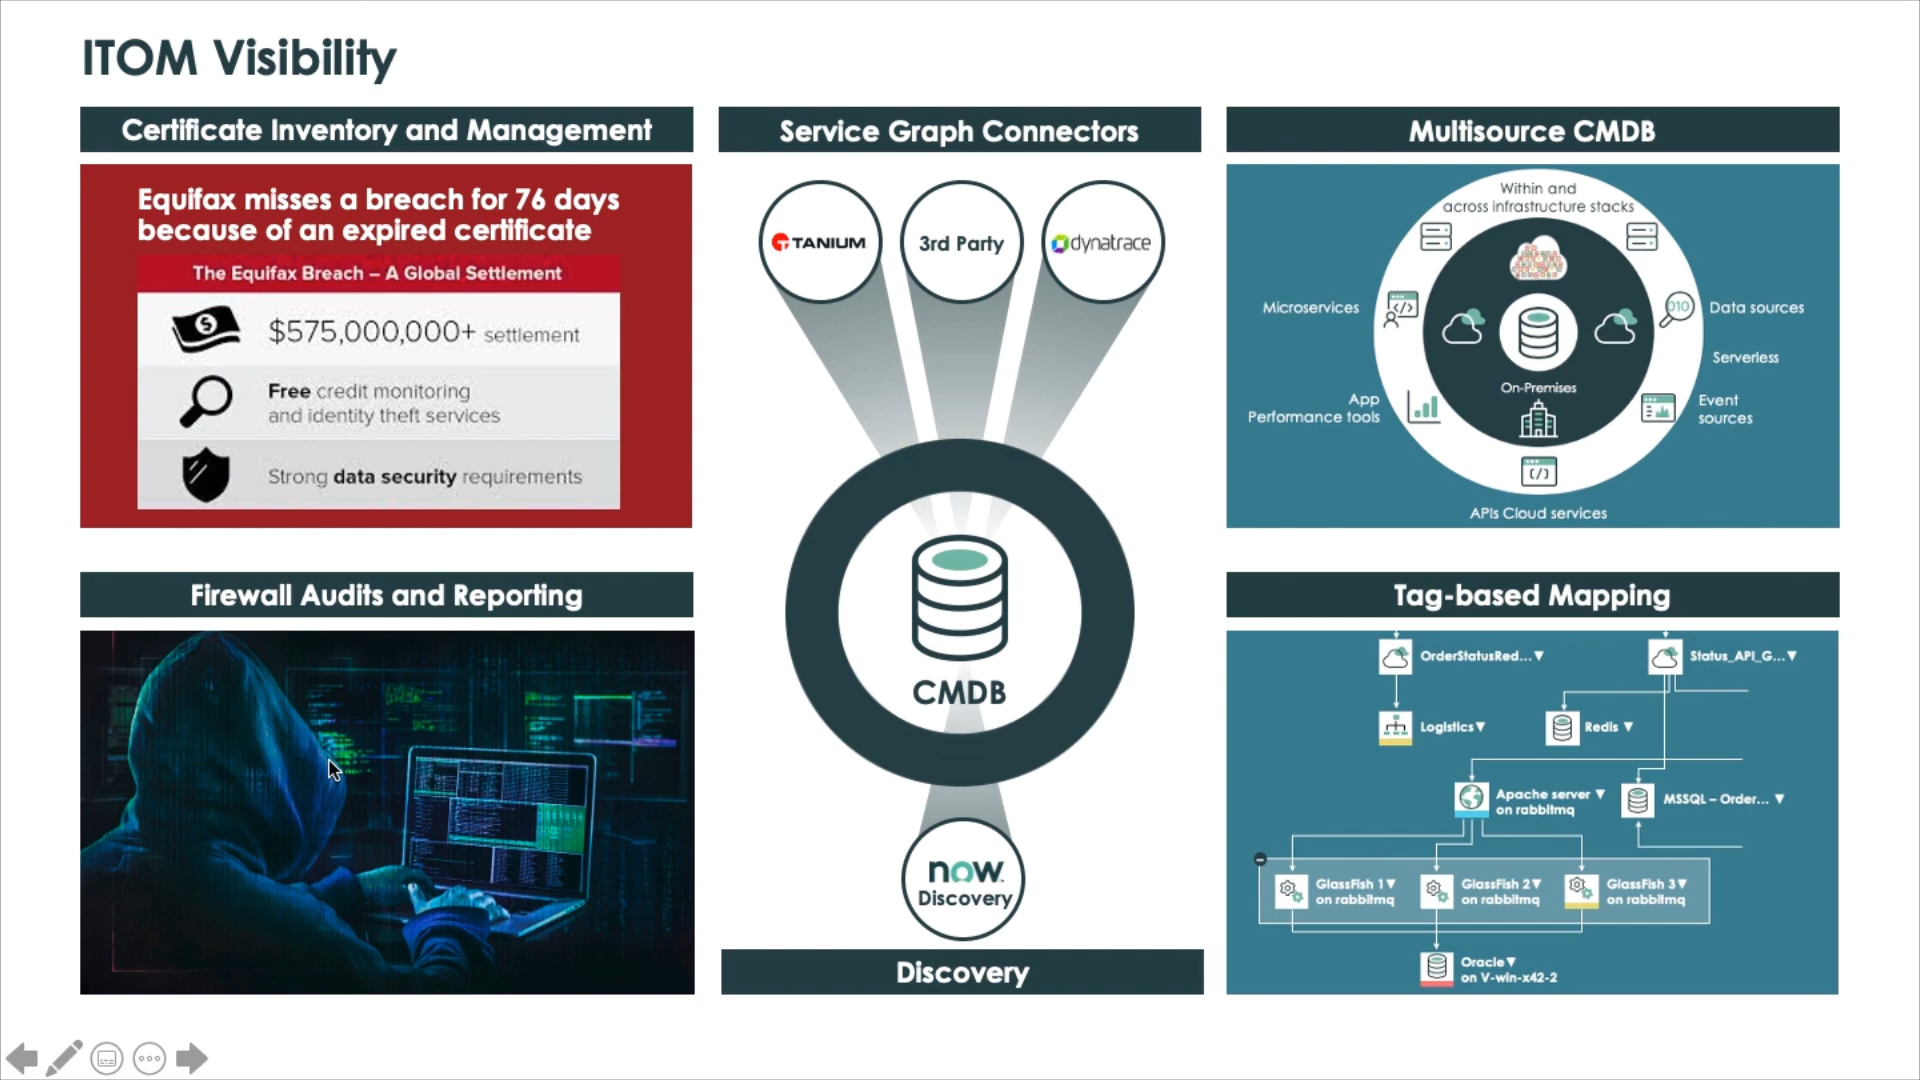 ITOM Visibility
Certificate Inventory and Management
Equifax misses a breach for 76 days
because of an expired certificate
The Equifax Breach – A Global Settlement
$575,000,000+ settlement
Free credit monitoring
and identity theft services
Strong data security requirements
Firewall Audits and Reporting
Service Graph Connectors
TANIUM
3rd Party
dynatrace
CMDB
now
Discovery
Discovery
Multisource CMDB
Within and
across infrastructure stacks
Microservices
010
Data sources
Serverless
On-Premises
App
Performance tools
Event
sources
APIs Cloud services
Tag-based Mapping
OrderStatusRed...▼
Status_API_G...▼
Logistics▼
Redis ▼
Apache server ▼
on rabbitmq
MSSQL – Order... ▼
GlassFish 1▼
on rabbitmq
GlassFish 2▼
on rabbitmq
GlassFish 3▼
on rabbitmq
Oracle▼
on V-win-x42-2